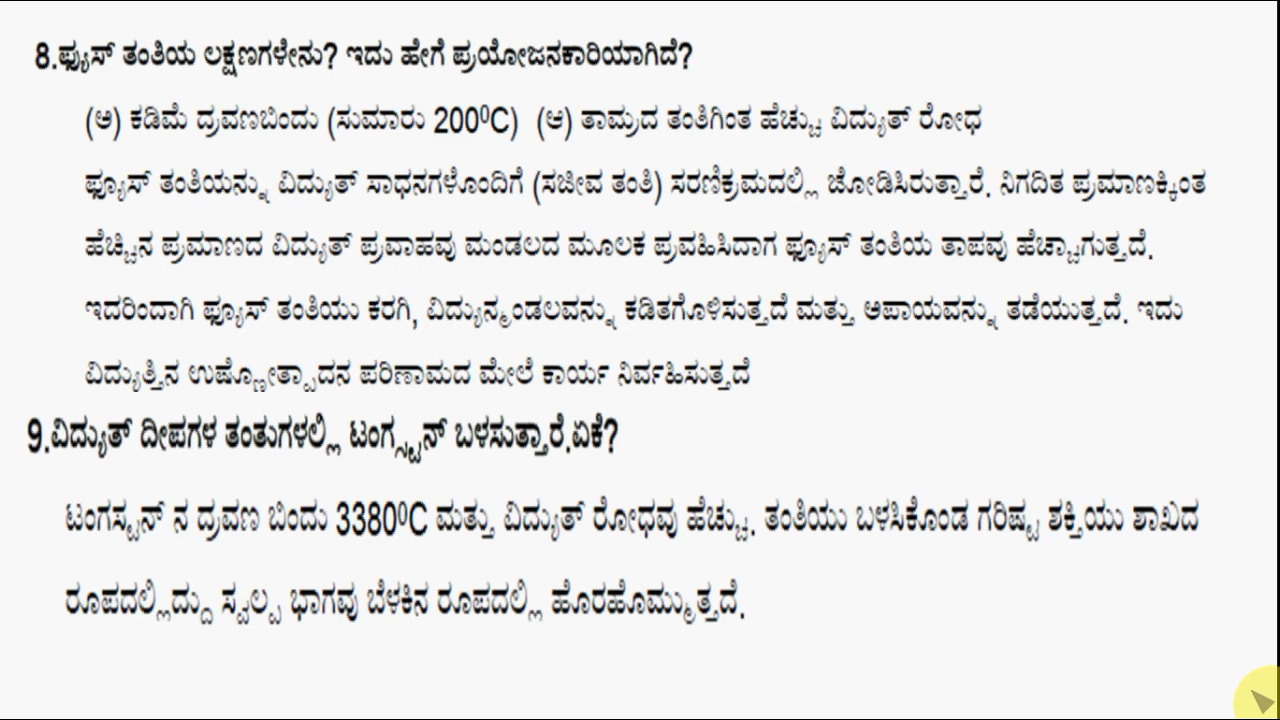 8.ಫ್ಯುಸ್ ತಂತಿಯ ಲಕ್ಷಣಗಳೇನು? ಇದು ಹೇಗೆ ಪ್ರಯೋಜನಕಾರಿಯಾಗಿದೆ?
(ಅ) ಕಡಿಮೆ ದ್ರವಣಬಿಂದು (ಸುಮಾರು 200⁰C) (ಆ) ತಾಮ್ರದ ತಂತಿಗಿಂತ ಹೆಚ್ಚು ವಿದ್ಯುತ್ ರೋಧ
ಫ್ಯೂಸ್ ತಂತಿಯನ್ನು ವಿದ್ಯುತ್ ಸಾಧನಗಳೊಂದಿಗೆ (ಸಜೀವ ತಂತಿ) ಸರಣಿಕ್ರಮದಲ್ಲಿ ಜೋಡಿಸಿರುತ್ತಾರೆ. ನಿಗದಿತ ಪ್ರಮಾಣಕ್ಕಿಂತ
ಹೆಚ್ಚಿನ ಪ್ರಮಾಣದ ವಿದ್ಯುತ್ ಪ್ರವಾಹವು ಮಂಡಲದ ಮೂಲಕ ಪ್ರವಹಿಸಿದಾಗ ಫ್ಯೂಸ್ ತಂತಿಯ ತಾಪವು ಹೆಚ್ಚಾಗುತ್ತದೆ.
ಇದರಿಂದಾಗಿ ಫ್ಯೂಸ್ ತಂತಿಯು ಕರಗಿ, ವಿದ್ಯುನ್ಮಂಡಲವನ್ನು ಕಡಿತಗೊಳಿಸುತ್ತದೆ ಮತ್ತು ಅಪಾಯವನ್ನು ತಡೆಯುತ್ತದೆ. ಇದು
ವಿದ್ಯುತ್ತಿನ ಉಷ್ಣೋತ್ಪಾದನ ಪರಿಣಾಮದ ಮೇಲೆ ಕಾರ್ಯ ನಿರ್ವಹಿಸುತ್ತದೆ
9.ವಿದ್ಯುತ್ ದೀಪಗಳ ತಂತುಗಳಲ್ಲಿ ಟಂಗ್ಸ್ಟನ್ ಬಳಸುತ್ತಾರೆ.ಏಕೆ?
ಟಂಗಸ್ಟನ್ ನ ದ್ರವಣ ಬಿಂದು 3380⁰C ಮತ್ತು ವಿದ್ಯುತ್ ರೋಧವು ಹೆಚ್ಚು. ತಂತಿಯು ಬಳಸಿಕೊಂಡ ಗರಿಷ್ಟ ಶಕ್ತಿಯು ಶಾಖದ
ರೂಪದಲ್ಲಿದ್ದು ಸ್ವಲ್ಪ ಭಾಗವು ಬೆಳಕಿನ ರೂಪದಲ್ಲಿ ಹೊರಹೊಮ್ಮುತ್ತದೆ.